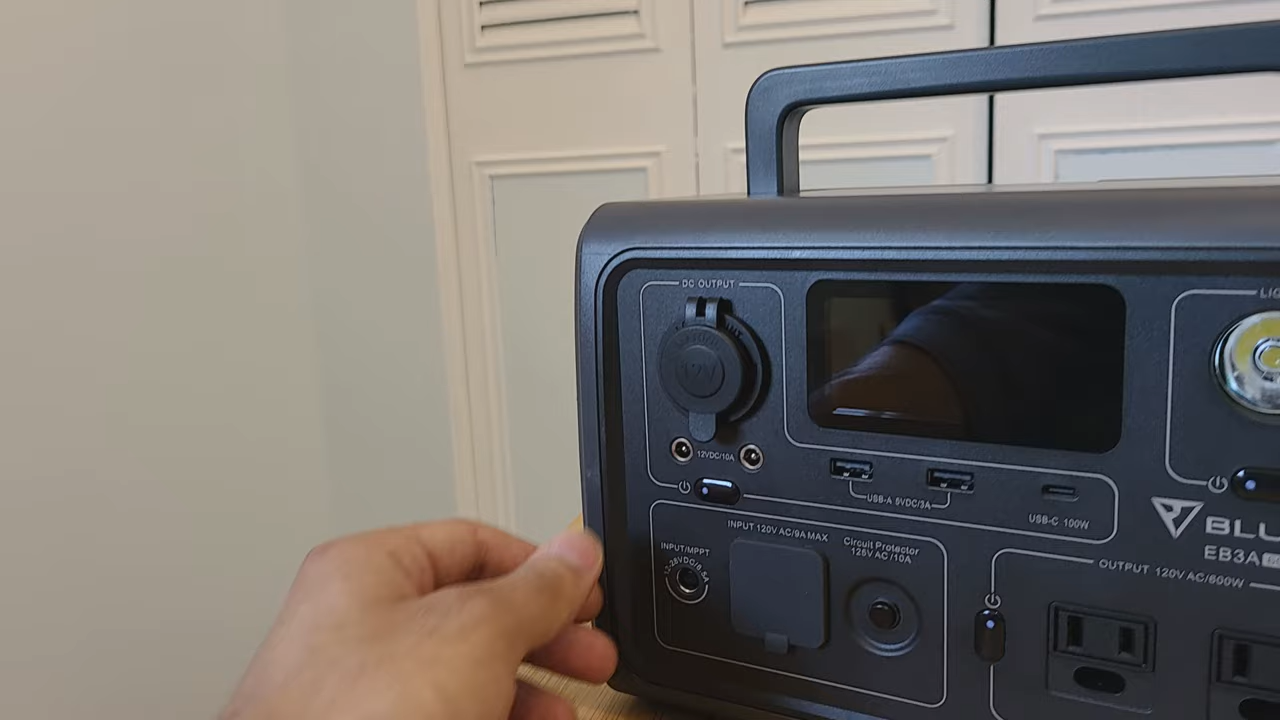 DC OUTPUT
12V
12VDC/10A
USB-A 5VDC/3A
USB-C 100W
INPUT 120V AC/9A MAX
INPUT/MPPT
Circuit Protector
125V AC /10A
BLU
EB3A
OUTPUT 120V AC/600W